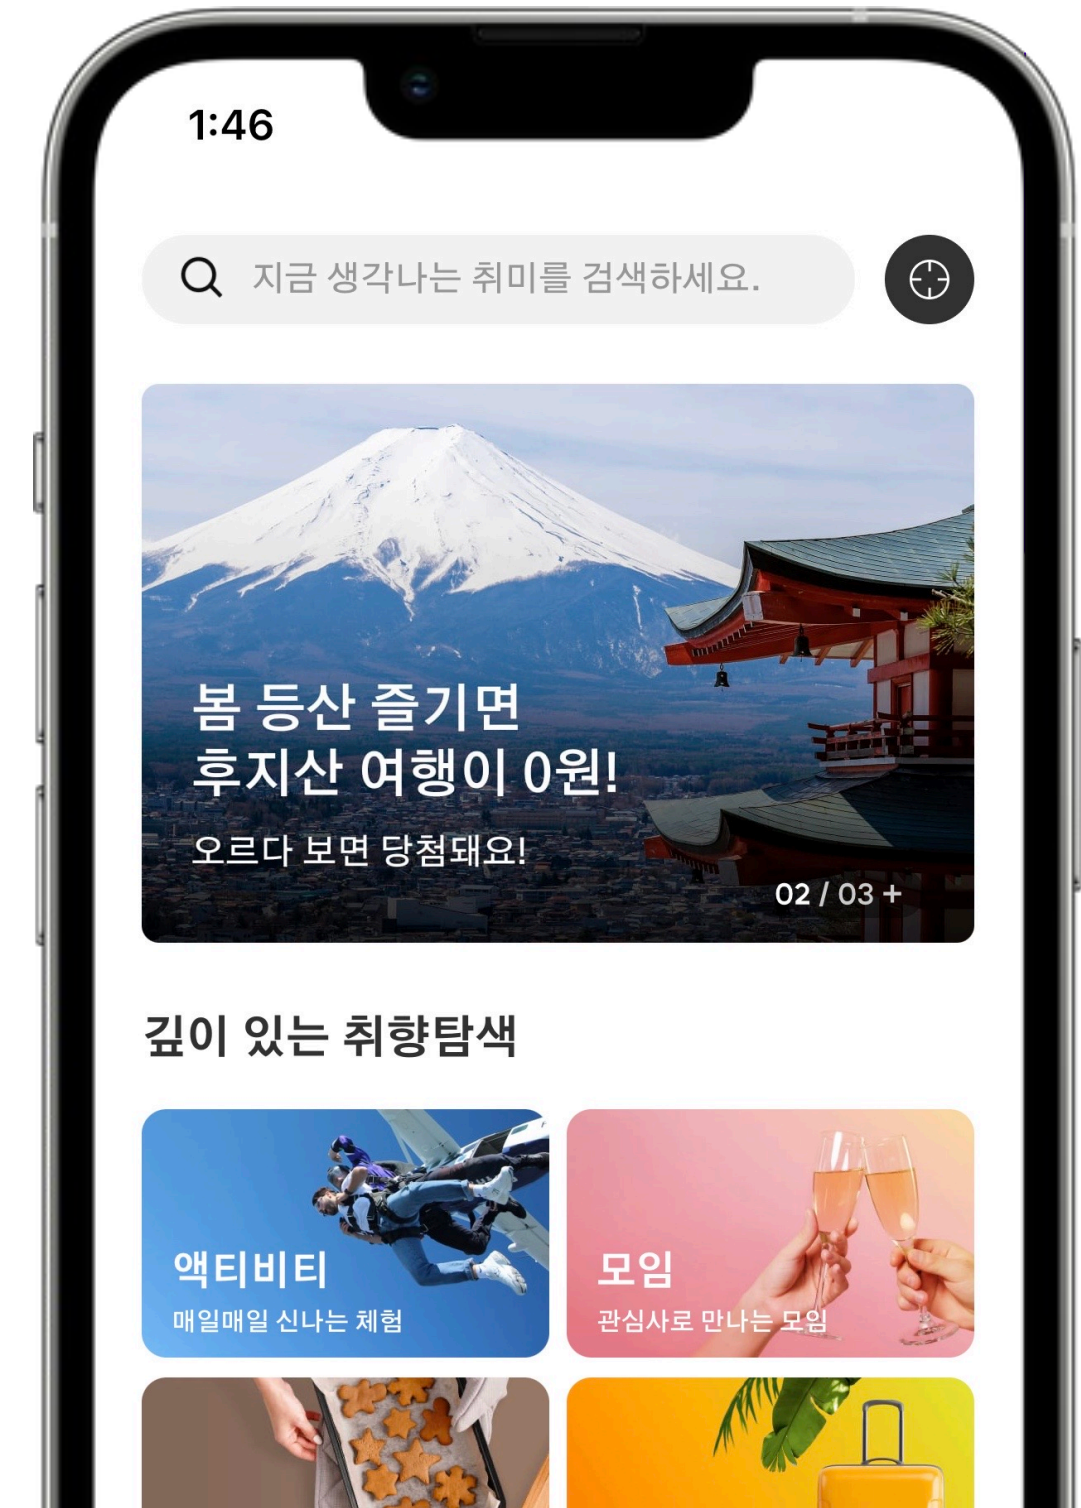 1:46
지금 생각나는 취미를 검색하세요.
봄 등산 즐기면
후지산 여행이 0원!
오르다 보면 당첨돼요!
02 / 03 +
깊이 있는 취향탐색
액티비티
매일매일 신나는 체험
모임
관심사로 만나는 모임